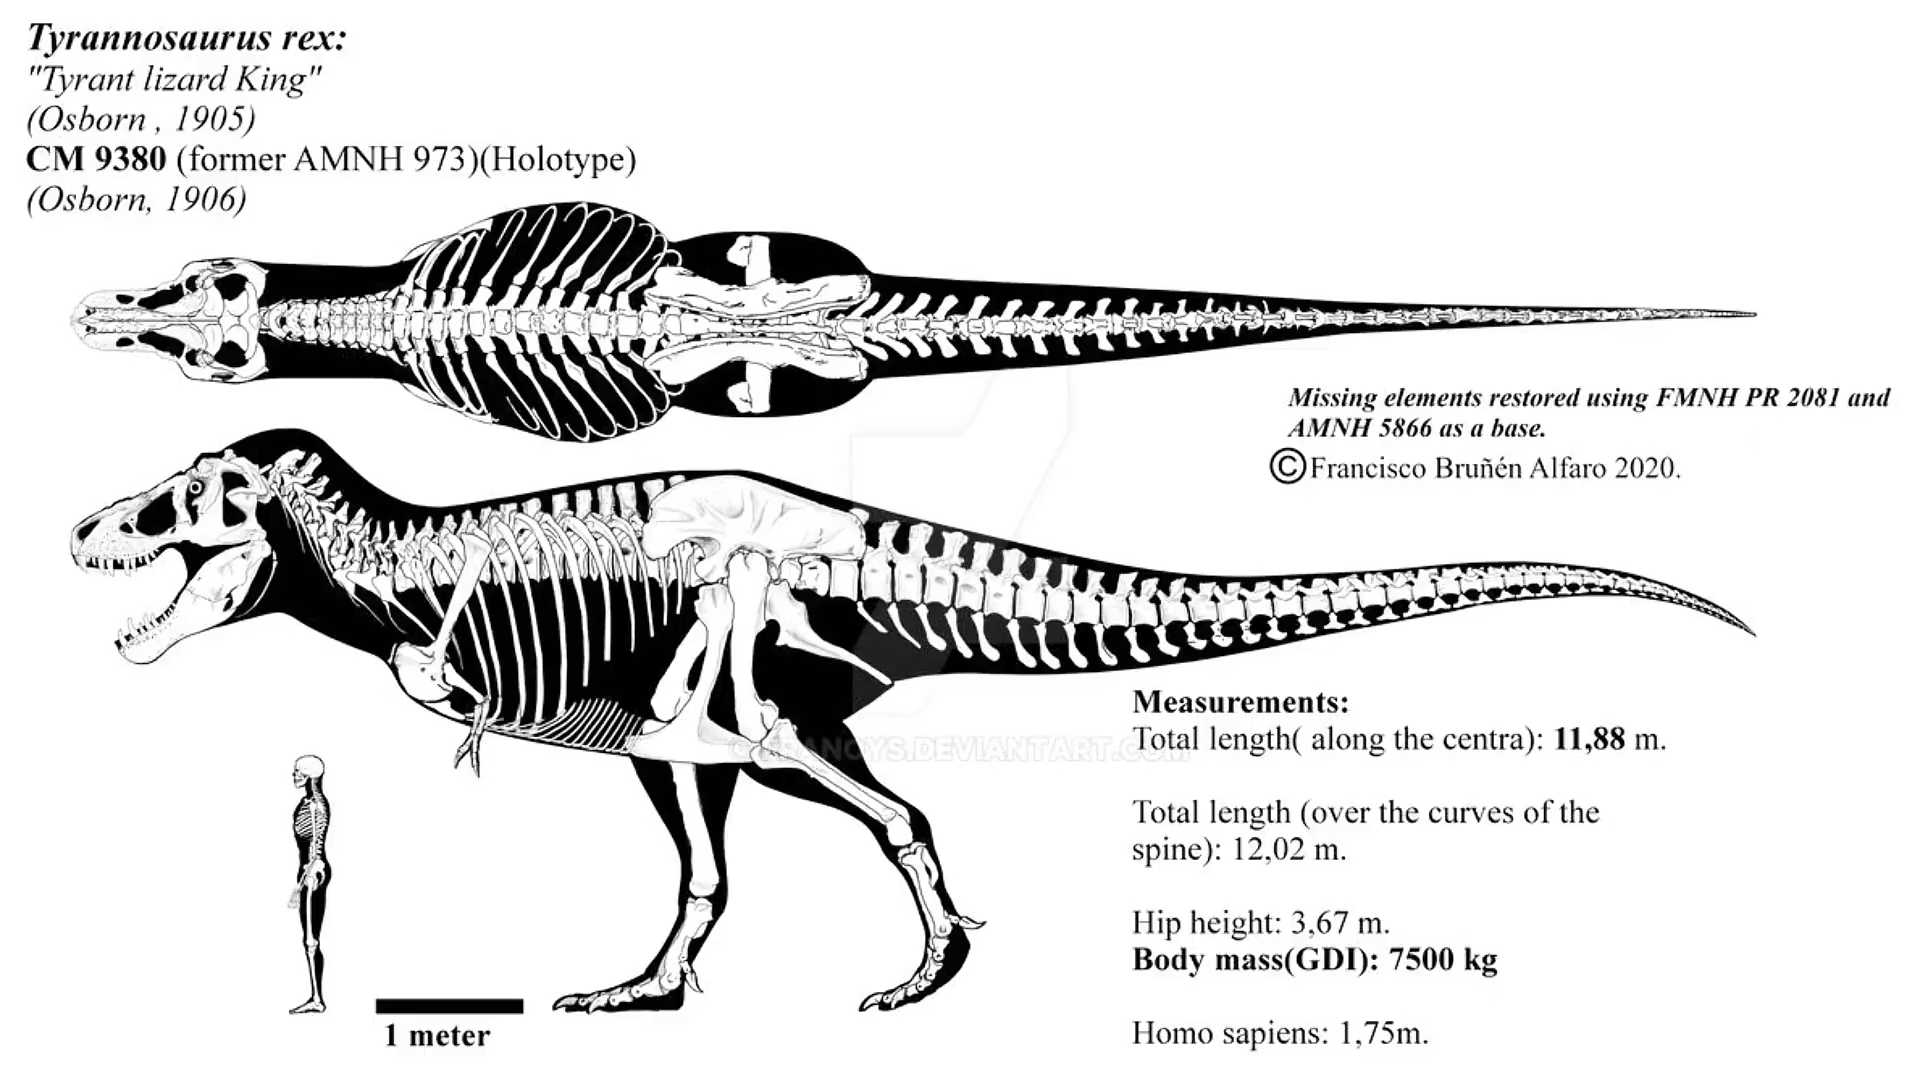 Tyrannosaurus rex:
"Tyrant lizard King"
(Osborn , 1905)
CM 9380 (former AMNH 973)(Holotype)
(Osborn, 1906)
Missing elements restored using FMNH PR 2081 and
AMNH 5866 as a base.
©Francisco Bruñén Alfaro 2020.
Measurements:
Total length( along the centra): 11,88 m.
Total length (over the curves of the
spine): 12,02 m.
Hip height: 3,67 m.
Body mass(GDI): 7500 kg
Homo sapiens: 1,75m.
1 meter